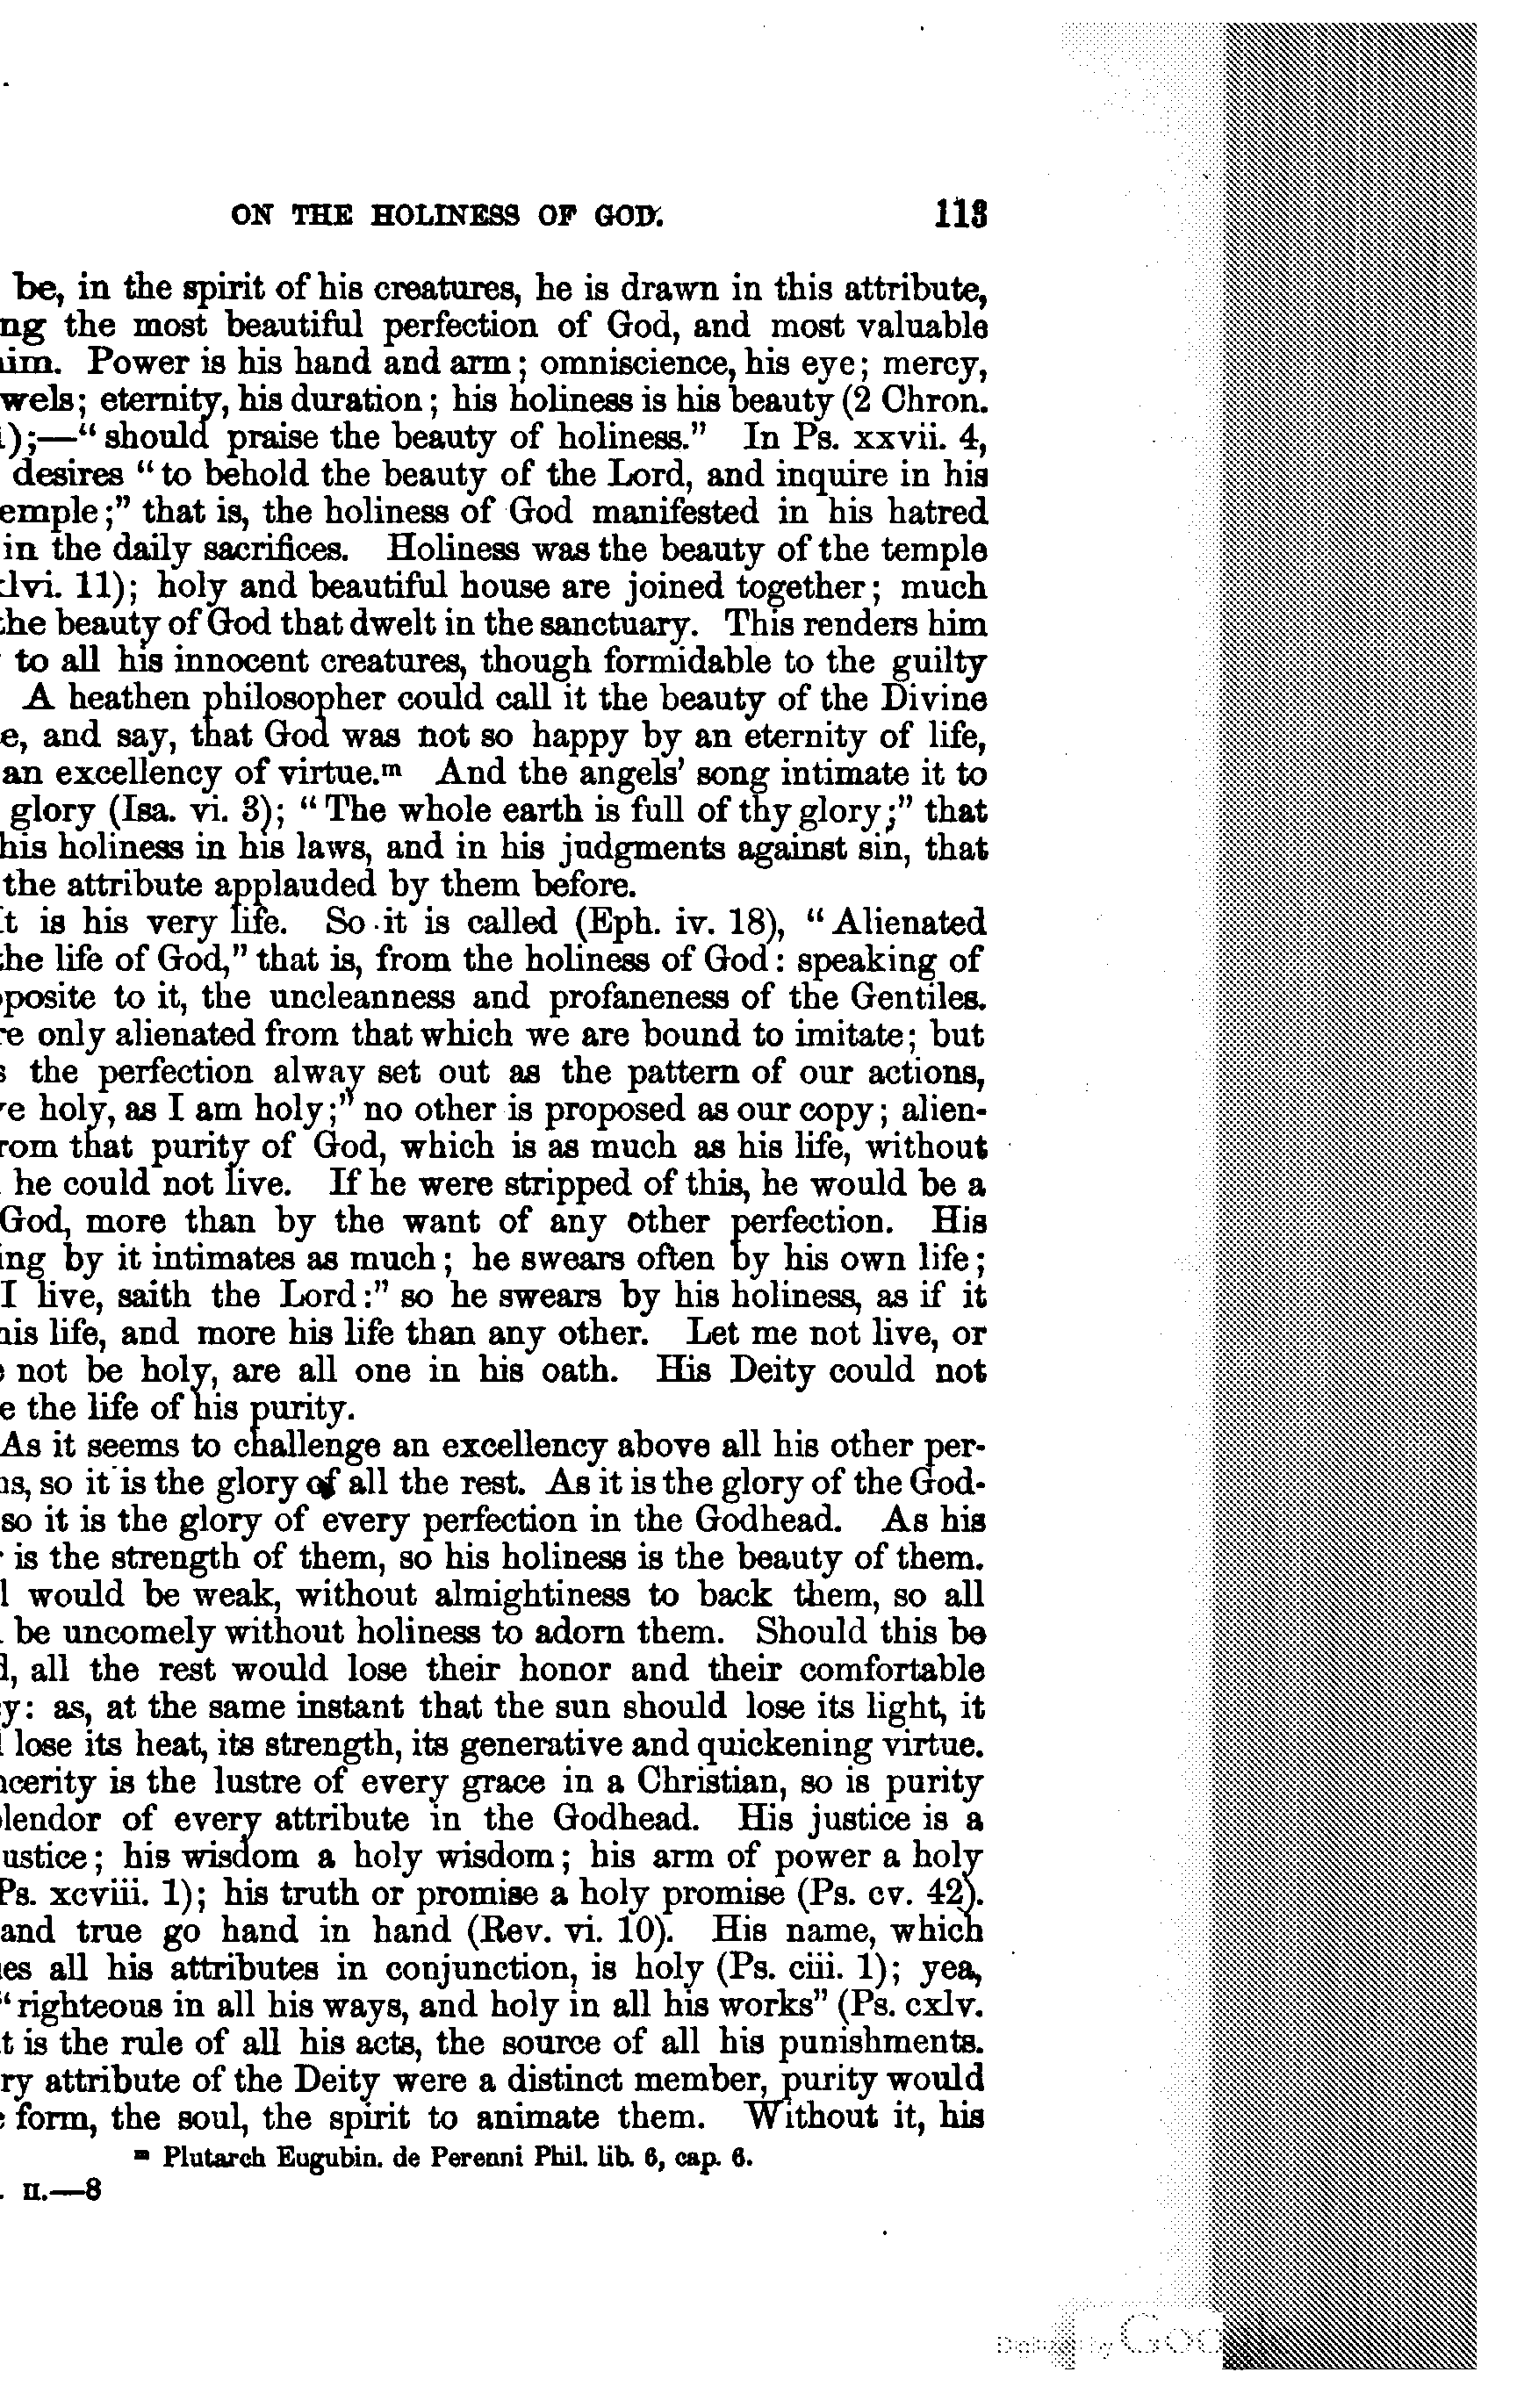 ON THE HOLINESS OF GOD. 113
be, in the spirit of his creatures, he is drawn in this attribute,
ng the most beautiful perfection of God, and most valuable
him. Power is his hand and arm; omniscience, his eye; mercy,
wels; eternity, his duration; his holiness is his beauty (2 Chron.
);—“should praise the beauty of holiness.” In Ps. xxvii. 4,
desires “to behold the beauty of the Lord, and inquire in his
emple;” that is, the holiness of God manifested in his hatred
in the daily sacrifices. Holiness was the beauty of the temple
lvi. 11); holy and beautiful house are joined together; much
the beauty of God that dwelt in the sanctuary. This renders him
to all his innocent creatures, though formidable to the guilty
A heathen philosopher could call it the beauty of the Divine
e, and say, that God was not so happy by an eternity of life,
an excellency of virtue.m And the angels’ song intimate it to
glory (Isa. vi. 3); “The whole earth is full of thy glory;” that
his holiness in his laws, and in his judgments against sin, that
the attribute applauded by them before.
It is his very life. So it is called (Eph. iv. 18), “Alienated
the life of God,” that is, from the holiness of God: speaking of
pposite to it, the uncleanness and profaneness of the Gentiles.
re only alienated from that which we are bound to imitate; but
s the perfection alway set out as the pattern of our actions,
ye holy, as I am holy;” no other is proposed as our copy; alien-
rom that purity of God, which is as much as his life, without
he could not live. If he were stripped of this, he would be a
God, more than by the want of any other perfection. His
ing by it intimates as much; he swears often by his own life;
I live, saith the Lord:” so he swears by his holiness, as if it
his life, and more his life than any other. Let me not live, or
not be holy, are all one in his oath. His Deity could not
e the life of his purity.
As it seems to challenge an excellency above all his other per-
ns, so it is the glory of all the rest. As it is the glory of the God-
so it is the glory of every perfection in the Godhead. As his
is the strength of them, so his holiness is the beauty of them.
l would be weak, without almightiness to back them, so all
be uncomely without holiness to adorn them. Should this be
d, all the rest would lose their honor and their comfortable
cy: as, at the same instant that the sun should lose its light, it
lose its heat, its strength, its generative and quickening virtue.
ncerity is the lustre of every grace in a Christian, so is purity
plendor of every attribute in the Godhead. His justice is a
ustice; his wisdom a holy wisdom; his arm of power a holy
Ps. xcviii. 1); his truth or promise a holy promise (Ps. cv. 42).
and true go hand in hand (Rev. vi. 10). His name, which
ies all his attributes in conjunction, is holy (Ps. ciii. 1); yea,
“righteous in all his ways, and holy in all his works” (Ps. cxlv.
t is the rule of all his acts, the source of all his punishments.
ry attribute of the Deity were a distinct member, purity would
form, the soul, the spirit to animate them. Without it, his
m Plutarch Eugubin. de Perenni Phil. lib. 6, cap. 6.
. II.—8